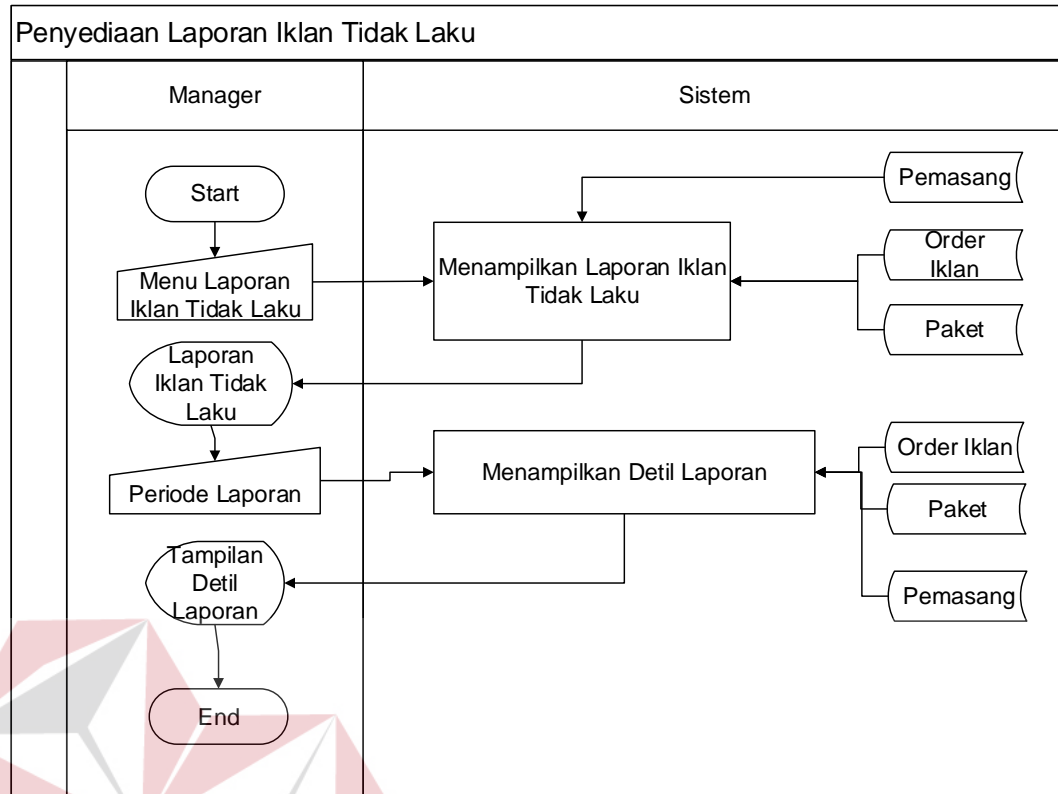 Penyediaan Laporan Iklan Tidak Laku
Manager
Sistem
Start
Pemasang
Menu Laporan
Iklan Tidak Laku
Menampilkan Laporan Iklan
Tidak Laku
Order
Iklan
Paket
Laporan
Iklan Tidak
Laku
Periode Laporan
Menampilkan Detil Laporan
Order Iklan
Paket
Pemasang
Tampilan
Detil
Laporan
End